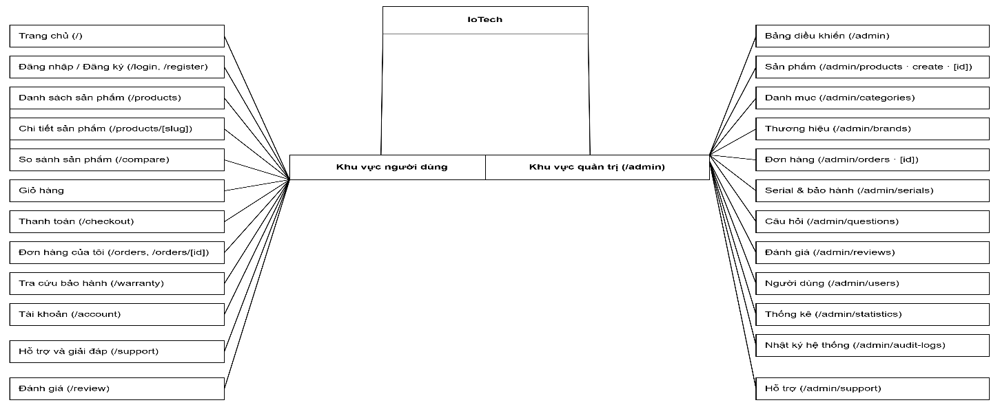 IoTech
Trang chủ (/)
Đăng nhập / Đăng ký (/login, /register)
Danh sách sản phẩm (/products)
Chi tiết sản phẩm (/products/[slug])
So sánh sản phẩm (/compare)
Giỏ hàng
Thanh toán (/checkout)
Đơn hàng của tôi (/orders, /orders/[id])
Tra cứu bảo hành (/warranty)
Tài khoản (/account)
Hỗ trợ và giải đáp (/support)
Đánh giá (/review)
Khu vực người dùng
Khu vực quản trị (/admin)
Bảng điều khiển (/admin)
Sản phẩm (/admin/products · create · [id])
Danh mục (/admin/categories)
Thương hiệu (/admin/brands)
Đơn hàng (/admin/orders · [id])
Serial & bảo hành (/admin/serials)
Câu hỏi (/admin/questions)
Đánh giá (/admin/reviews)
Người dùng (/admin/users)
Thống kê (/admin/statistics)
Nhật ký hệ thống (/admin/audit-logs)
Hỗ trợ (/admin/support)